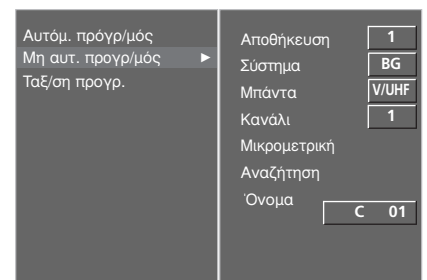 Αυτόμ. πρόγρ/μός
Μη αυτ. προγρ/μός ►
Ταξ/ση προγρ.
Αποθήκευση 1
Σύστημα BG
Μπάντα V/UHF
Κανάλι 1
Μικρομετρική
Αναζήτηση
Όνομα
C 01